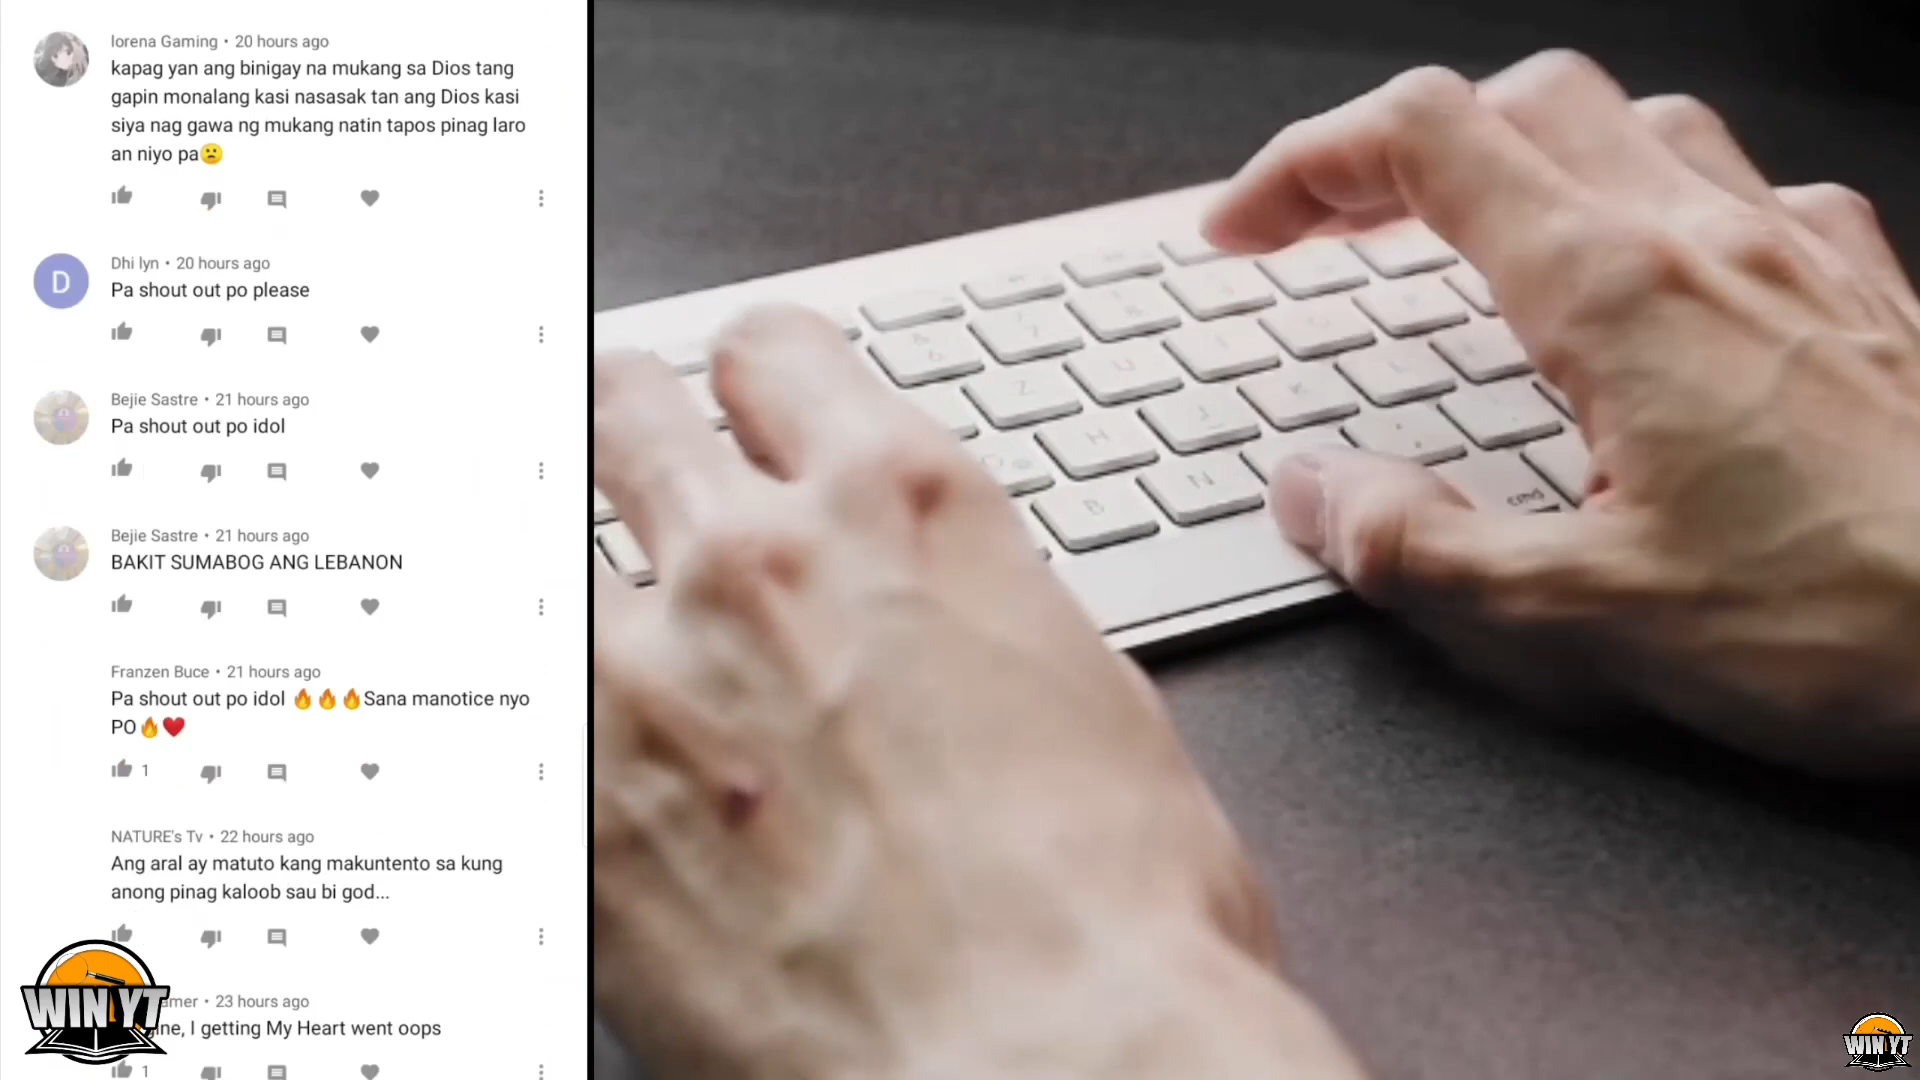 lorena Gaming • 20 hours ago
kapag yan ang binigay na mukang sa Dios tang
gapin monalang kasi nasasak tan ang Dios kasi
siya nag gawa ng mukang natin tapos pinag laro
an niyo pa🙁
Dhi lyn • 20 hours ago
D
Pa shout out po please
Bejie Sastre • 21 hours ago
Pa shout out po idol
Bejie Sastre • 21 hours ago
BAKIT SUMABOG ANG LEBANON
Franzen Buce • 21 hours ago
Pa shout out po idol 🔥🔥🔥Sana manotice nyo
PO🔥❤️
1
NATURE's Tv • 22 hours ago
Ang aral ay matuto kang makuntento sa kung
anong pinag kaloob sau bi god...
• 23 hours ago
I getting My Heart went oops
1
WIN YT
Z U
H J K L
B N
cmd
WIN YT